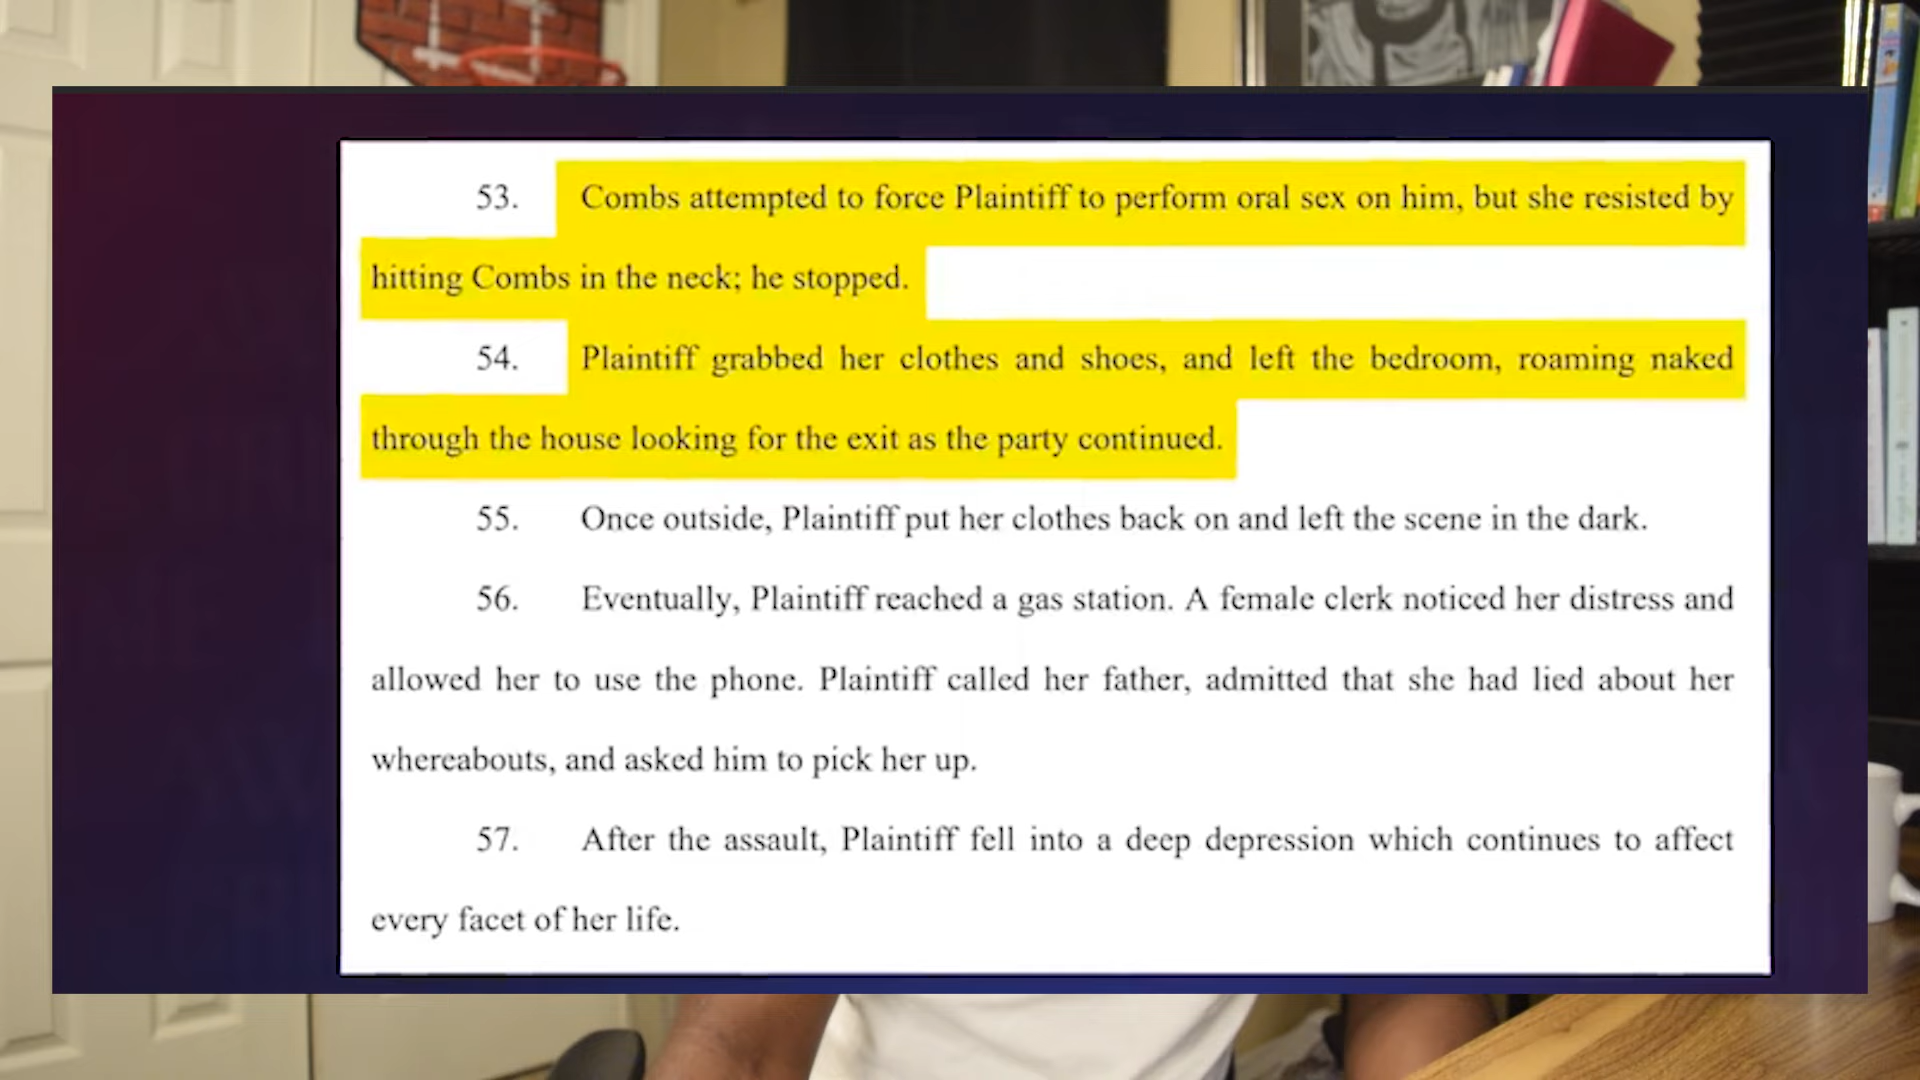 53. Combs attempted to force Plaintiff to perform oral sex on him, but she resisted by
hitting Combs in the neck; he stopped.
54. Plaintiff grabbed her clothes and shoes, and left the bedroom, roaming naked
through the house looking for the exit as the party continued.
55. Once outside, Plaintiff put her clothes back on and left the scene in the dark.
56. Eventually, Plaintiff reached a gas station. A female clerk noticed her distress and
allowed her to use the phone. Plaintiff called her father, admitted that she had lied about her
whereabouts, and asked him to pick her up.
57. After the assault, Plaintiff fell into a deep depression which continues to affect
every facet of her life.